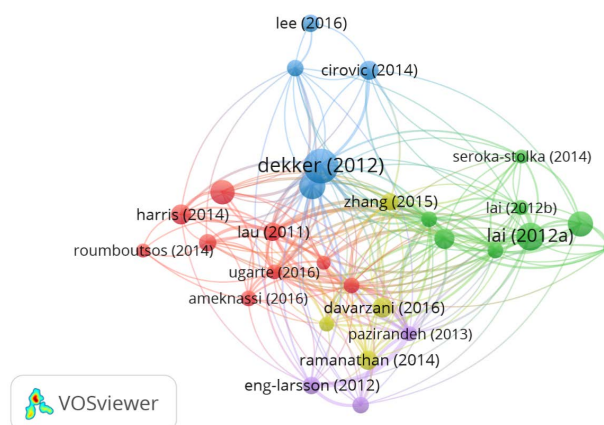 lee (2016)
cirovic (2014)
dekker (2012)
seroka-stolka (2014)
zhang (2015)
lai (2012b)
harris (2014)
lau (2011)
lai (2012a)
roumboutsos (2014)
ugarte (2016)
ameknassi (2016)
davarzani (2016)
pazirandeh (2013)
ramanathan (2014)
eng-larsson (2012)
VOSviewer